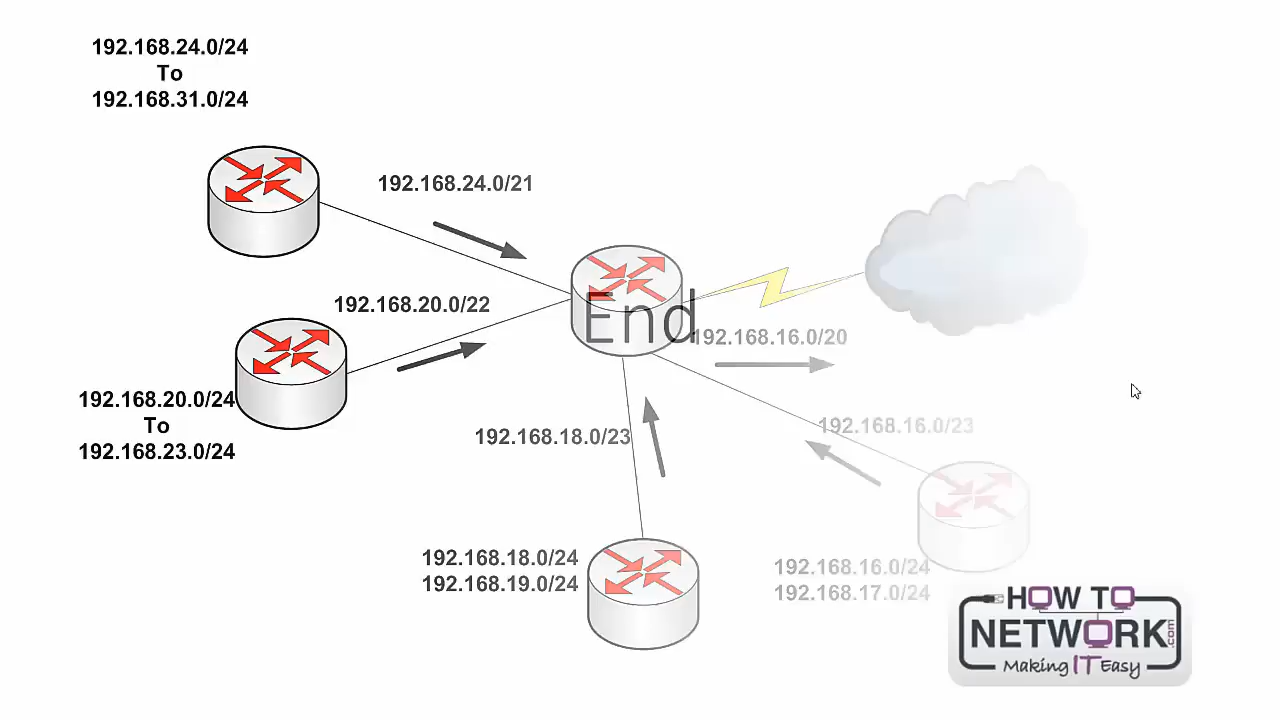 192.168.24.0/24
To
192.168.31.0/24
192.168.24.0/21
192.168.20.0/22
End
192.168.16.0/20
192.168.20.0/24
To
192.168.23.0/24
192.168.18.0/23
192.168.16.0/23
192.168.18.0/24
192.168.19.0/24
192.168.16.0/24
192.168.17.0/24
HOW TO
NETWORK.com
Making IT Easy